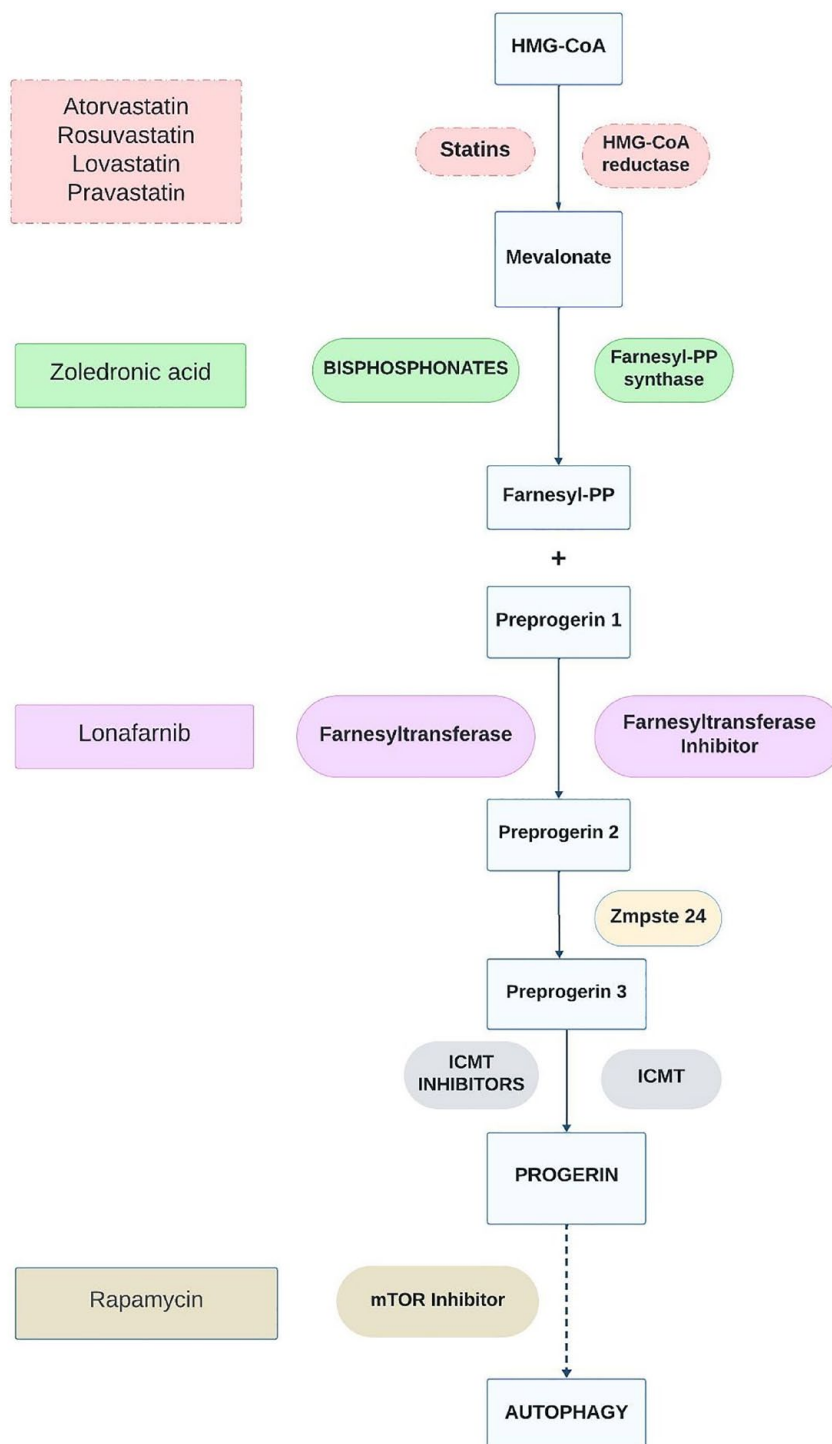 HMG-CoA
Atorvastatin
Rosuvastatin
Lovastatin
Pravastatin
Statins
HMG-CoA
reductase
Mevalonate
Zoledronic acid
BISPHOSPHONATES
Farnesyl-PP
synthase
Farnesyl-PP
+
Preprogerin 1
Lonafarnib
Farnesyltransferase
Farnesyltransferase
Inhibitor
Preprogerin 2
Zmpste 24
Preprogerin 3
ICMT
INHIBITORS
ICMT
PROGERIN
Rapamycin
mTOR Inhibitor
AUTOPHAGY